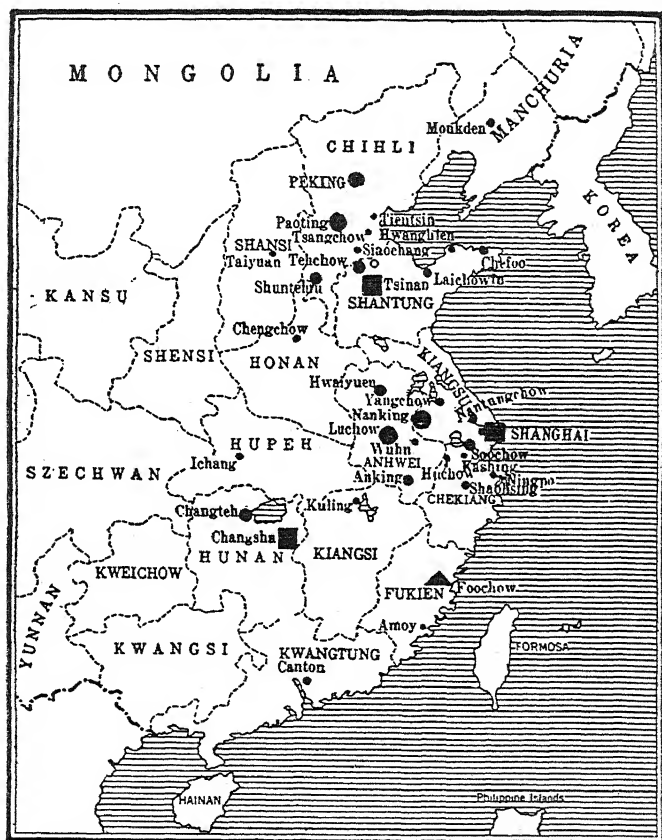 MONGOLIA
MANCHURIA
Moukden
CHIHLI
PEKING
KOREA
Paoting
Tientsin
Tsangchow
Hwanghien
SHANSI
Siaochang
Chefoo
Taiyuan
Tehchow
Laichowfu
KANSU
Shuntehfu
Tsinan
SHANTUNG
Chengchow
SHENSI
HONAN
KIANGSU
Hwaiyuen
Yangchow
Nantungchow
Nanking
Luchow
SHANGHAI
HUPEH
Wuhu
Soochow
Ichang
ANHWEI
Kashing
SZECHWAN
Huchow
Ningpo
Anking
Shaohsing
CHEKIANG
Kuling
Changteh
Changsha
HUNAN
KIANGSI
KWEICHOW
FUKIEN
Foochow
YUNNAN
Amoy
KWANGSI
KWANGTUNG
FORMOSA
Canton
HAINAN
Philippine Islands